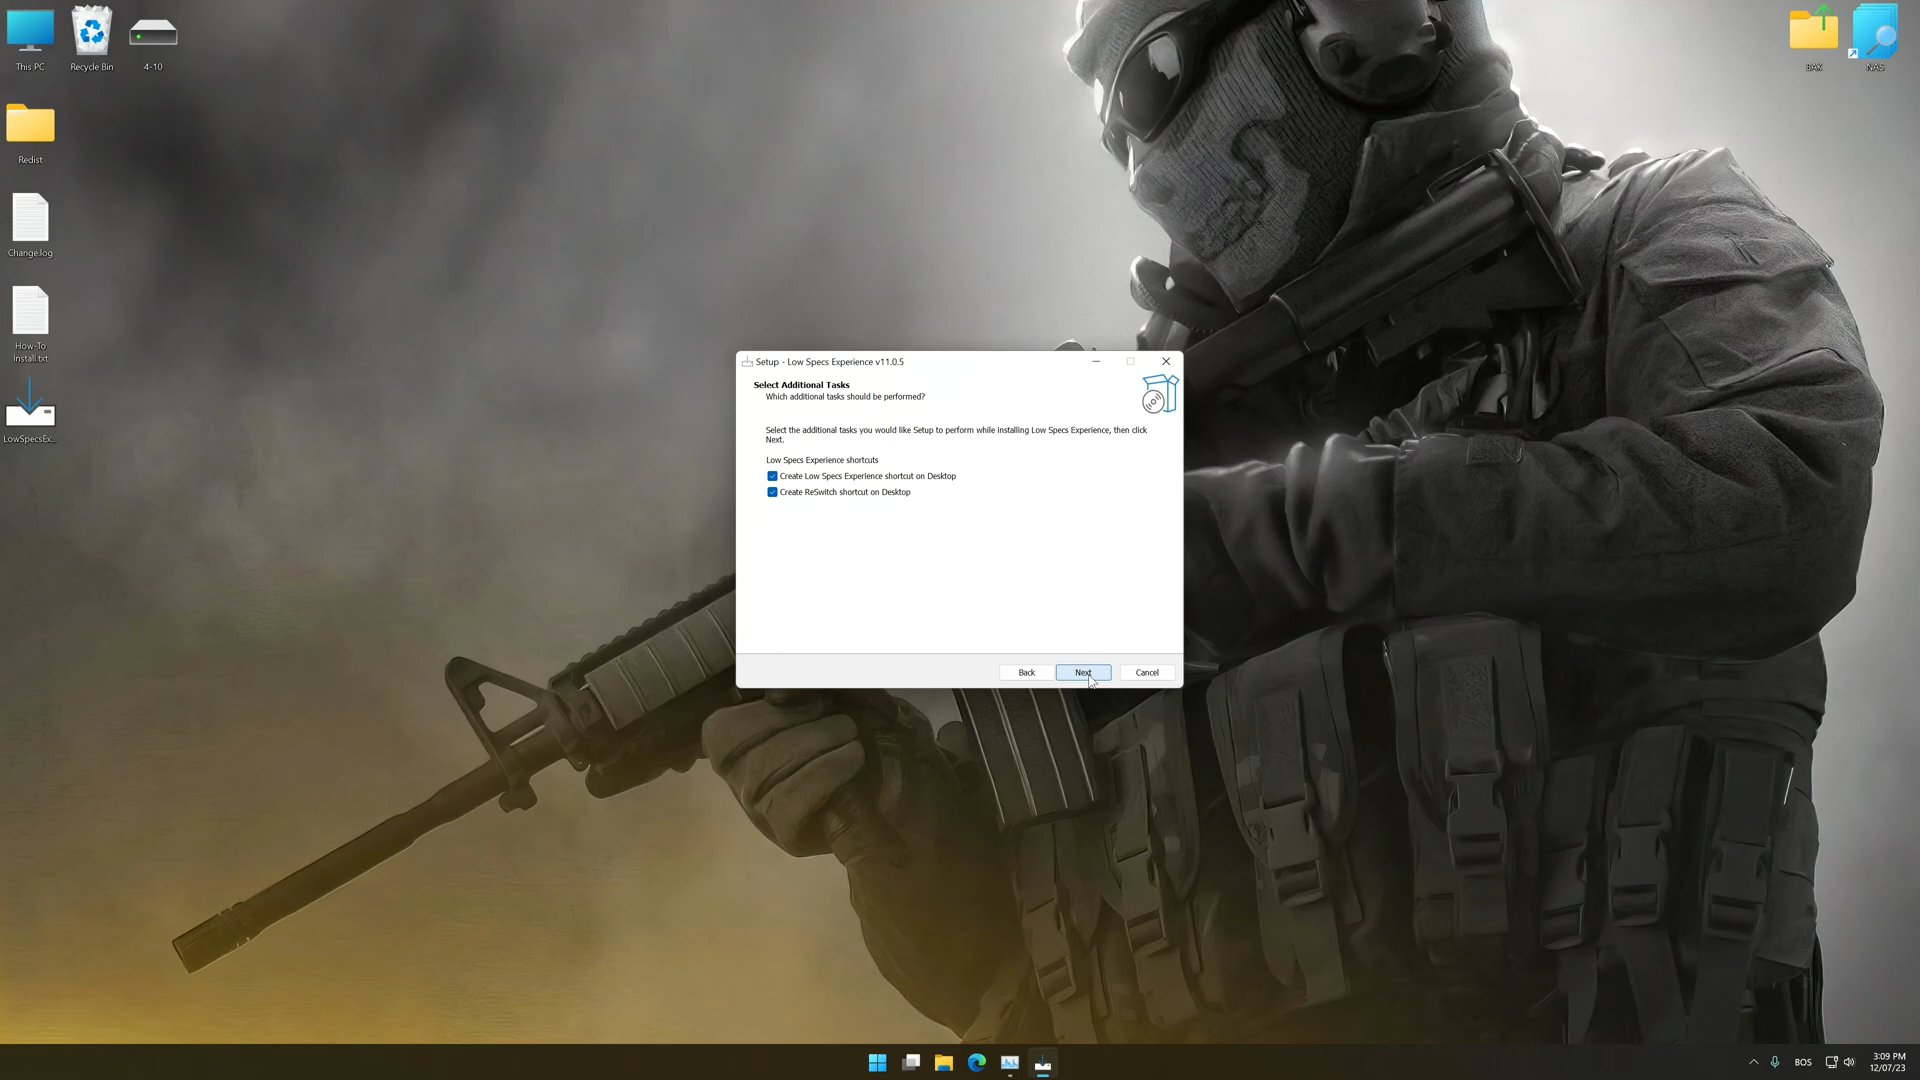 This PC
Recycle Bin
4-10
BAK
NAS
Redist
Change.log
How-To
Install.txt
LowSpecsEx...
Setup - Low Specs Experience v11.0.5
Select Additional Tasks
Which additional tasks should be performed?
Select the additional tasks you would like Setup to perform while installing Low Specs Experience, then click
Next.
Low Specs Experience shortcuts
Create Low Specs Experience shortcut on Desktop
Create ReSwitch shortcut on Desktop
Back
Next
Cancel
BOS
3:09 PM
12/07/23